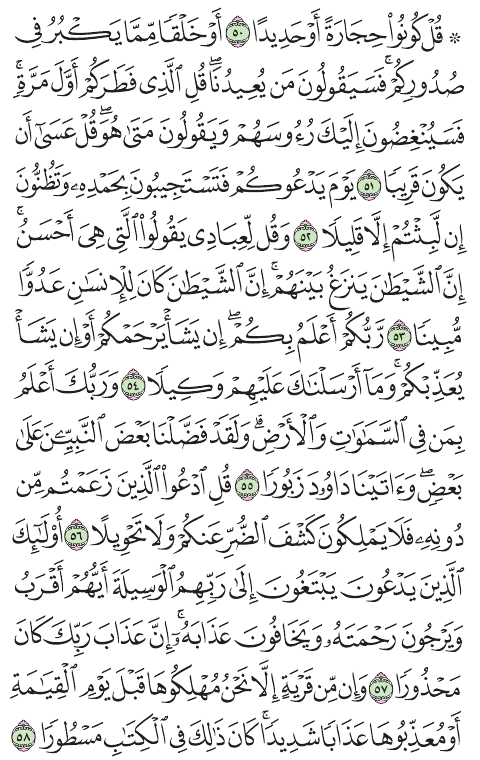 ۞ قُلْ كُونُوا۟ حِجَارَةً أَوْ حَدِيدًا ٥٠ أَوْ خَلْقًا مِّمَّا يَكْبُرُ فِى
صُدُورِكُمْ ۚ فَسَيَقُولُونَ مَن يُعِيدُنَا ۖ قُلِ ٱلَّذِى فَطَرَكُمْ أَوَّلَ مَرَّةٍ ۚ
فَسَيُنْغِضُونَ إِلَيْكَ رُءُوسَهُمْ وَيَقُولُونَ مَتَىٰ هُوَ ۖ قُلْ عَسَىٰٓ أَن
يَكُونَ قَرِيبًا ٥١ يَوْمَ يَدْعُوكُمْ فَتَسْتَجِيبُونَ بِحَمْدِهِۦ وَتَظُنُّونَ
إِن لَّبِثْتُمْ إِلَّا قَلِيلًا ٥٢ وَقُل لِّعِبَادِى يَقُولُوا۟ ٱلَّتِى هِىَ أَحْسَنُ ۚ
إِنَّ ٱلشَّيْطَـٰنَ يَنزَغُ بَيْنَهُمْ ۚ إِنَّ ٱلشَّيْطَـٰنَ كَانَ لِلْإِنسَـٰنِ عَدُوًّا
مُّبِينًا ٥٣ رَّبُّكُمْ أَعْلَمُ بِكُمْ ۖ إِن يَشَأْ يَرْحَمْكُمْ أَوْ إِن يَشَأْ
يُعَذِّبْكُمْ ۚ وَمَآ أَرْسَلْنَـٰكَ عَلَيْهِمْ وَكِيلًا ٥٤ وَرَبُّكَ أَعْلَمُ
بِمَن فِى ٱلسَّمَـٰوَٰتِ وَٱلْأَرْضِ ۗ وَلَقَدْ فَضَّلْنَا بَعْضَ ٱلنَّبِيِّـۧنَ عَلَىٰ
بَعْضٍ ۖ وَءَاتَيْنَا دَاوُۥدَ زَبُورًا ٥٥ قُلِ ٱدْعُوا۟ ٱلَّذِينَ زَعَمْتُم مِّن
دُونِهِۦ فَلَا يَمْلِكُونَ كَشْفَ ٱلضُّرِّ عَنكُمْ وَلَا تَحْوِيلًا ٥٦ أُو۟لَـٰٓئِكَ
ٱلَّذِينَ يَدْعُونَ يَبْتَغُونَ إِلَىٰ رَبِّهِمُ ٱلْوَسِيلَةَ أَيُّهُمْ أَقْرَبُ
وَيَرْجُونَ رَحْمَتَهُۥ وَيَخَافُونَ عَذَابَهُۥٓ ۚ إِنَّ عَذَابَ رَبِّكَ كَانَ
مَحْذُورًا ٥٧ وَإِن مِّن قَرْيَةٍ إِلَّا نَحْنُ مُهْلِكُوهَا قَبْلَ يَوْمِ ٱلْقِيَـٰمَةِ
أَوْ مُعَذِّبُوهَا عَذَابًا شَدِيدًا ۚ كَانَ ذَٰلِكَ فِى ٱلْكِتَـٰبِ مَسْطُورًا ٥٨